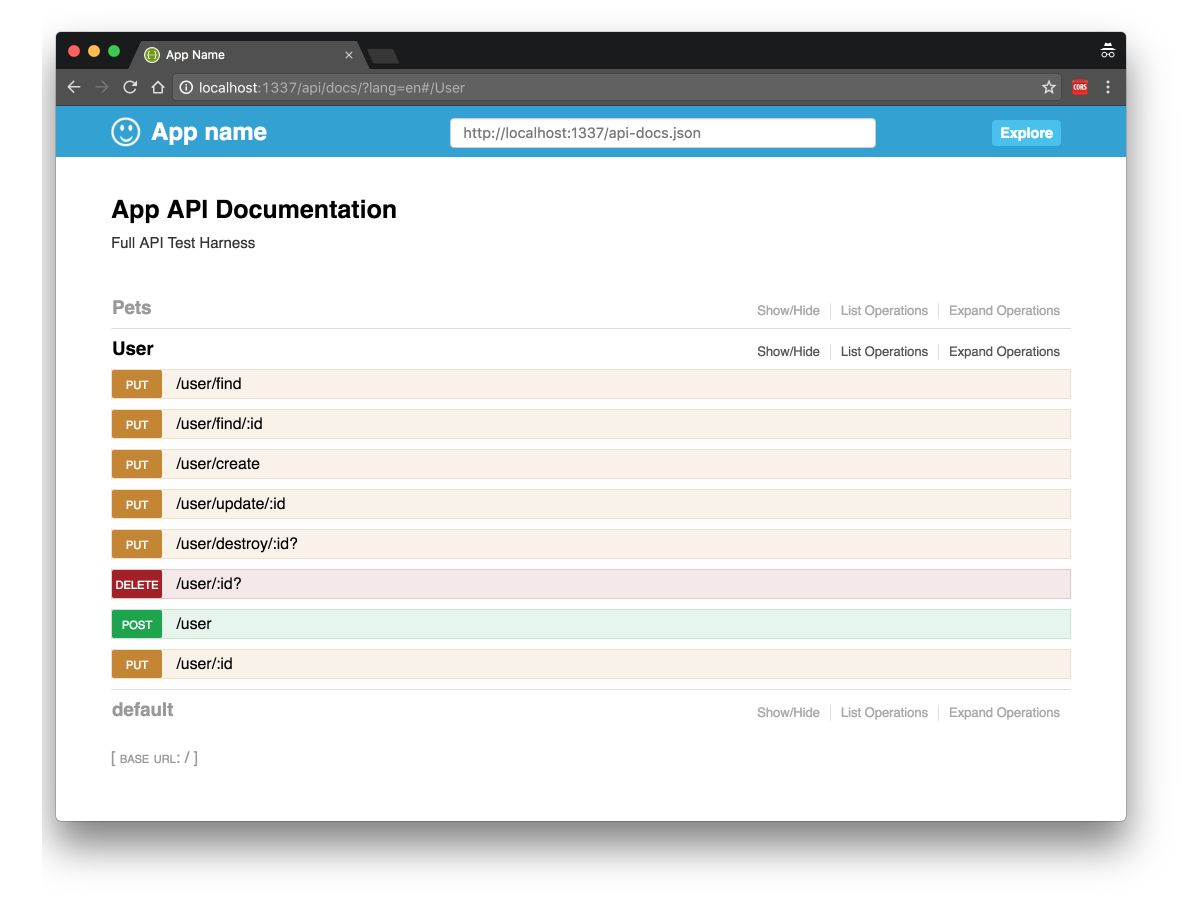 App Name
localhost:1337/api/docs/?lang=en#/User
CORS
App name
http://localhost:1337/api-docs.json
Explore
App API Documentation
Full API Test Harness
Pets Show/Hide List Operations Expand Operations
User Show/Hide List Operations Expand Operations
PUT /user/find
PUT /user/find/:id
PUT /user/create
PUT /user/update/:id
PUT /user/destroy/:id?
DELETE /user/:id?
POST /user
PUT /user/:id
default Show/Hide List Operations Expand Operations
[ BASE URL: / ]